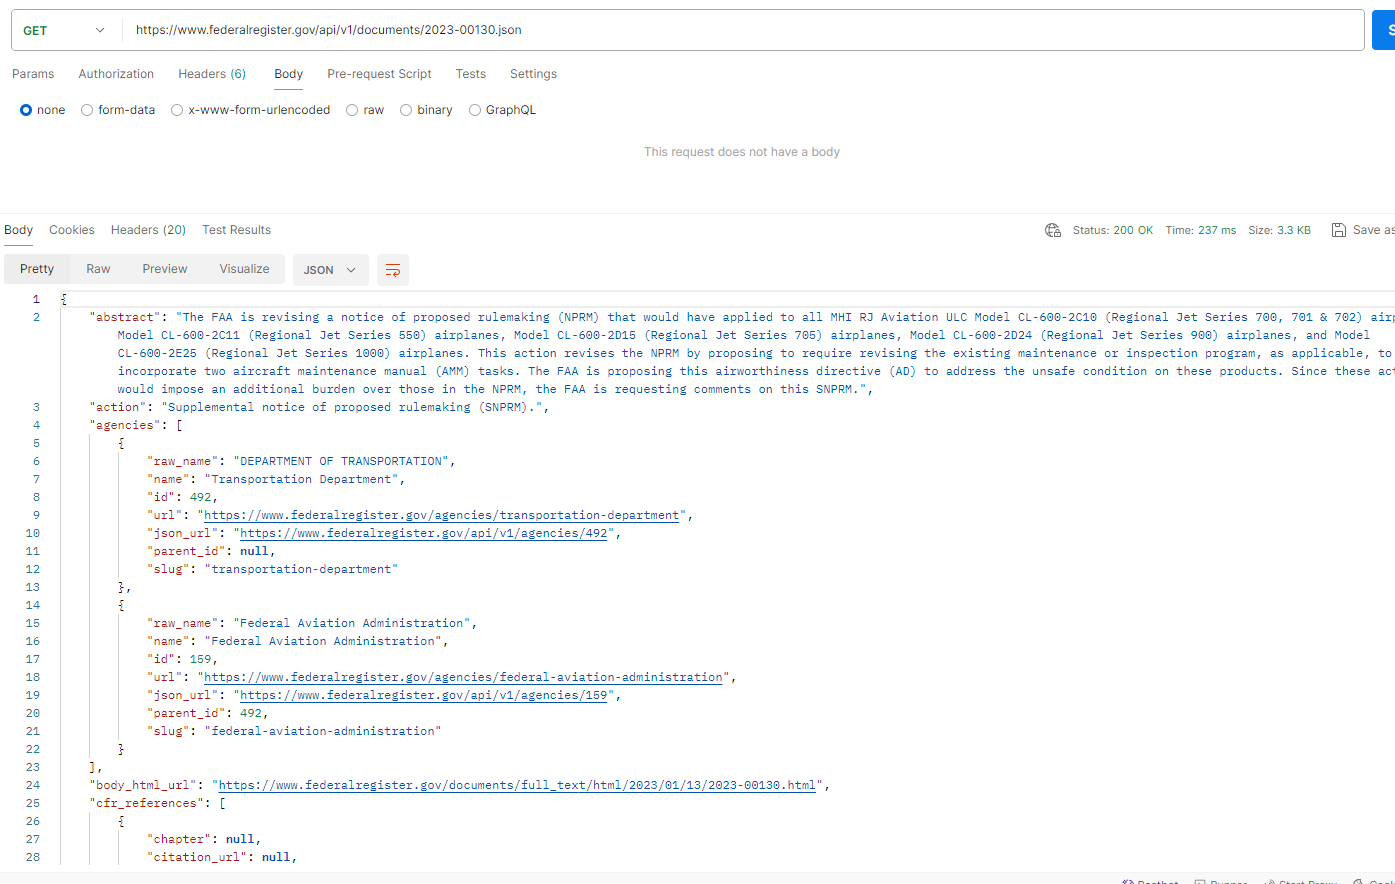 GET https://www.federalregister.gov/api/v1/documents/2023-00130.json
Params Authorization Headers (6) Body Pre-request Script Tests Settings
none form-data x-www-form-urlencoded raw binary GraphQL
This request does not have a body
Body Cookies Headers (20) Test Results Status: 200 OK Time: 237 ms Size: 3.3 KB Save as
Pretty Raw Preview Visualize JSON
1 {
2 "abstract": "The FAA is revising a notice of proposed rulemaking (NPRM) that would have applied to all MHI RJ Aviation ULC Model CL-600-2C10 (Regional Jet Series 700, 701 & 702) airp
Model CL-600-2C11 (Regional Jet Series 550) airplanes, Model CL-600-2D15 (Regional Jet Series 705) airplanes, Model CL-600-2D24 (Regional Jet Series 900) airplanes, and Model
CL-600-2E25 (Regional Jet Series 1000) airplanes. This action revises the NPRM by proposing to require revising the existing maintenance or inspection program, as applicable, to
incorporate two aircraft maintenance manual (AMM) tasks. The FAA is proposing this airworthiness directive (AD) to address the unsafe condition on these products. Since these act
would impose an additional burden over those in the NPRM, the FAA is requesting comments on this SNPRM.",
3 "action": "Supplemental notice of proposed rulemaking (SNPRM).",
4 "agencies": [
5 {
6 "raw_name": "DEPARTMENT OF TRANSPORTATION",
7 "name": "Transportation Department",
8 "id": 492,
9 "url": "https://www.federalregister.gov/agencies/transportation-department",
10 "json_url": "https://www.federalregister.gov/api/v1/agencies/492",
11 "parent_id": null,
12 "slug": "transportation-department"
13 },
14 {
15 "raw_name": "Federal Aviation Administration",
16 "name": "Federal Aviation Administration",
17 "id": 159,
18 "url": "https://www.federalregister.gov/agencies/federal-aviation-administration",
19 "json_url": "https://www.federalregister.gov/api/v1/agencies/159",
20 "parent_id": 492,
21 "slug": "federal-aviation-administration"
22 }
23 ],
24 "body_html_url": "https://www.federalregister.gov/documents/full_text/html/2023/01/13/2023-00130.html",
25 "cfr_references": [
26 {
27 "chapter": null,
28 "citation_url": null,